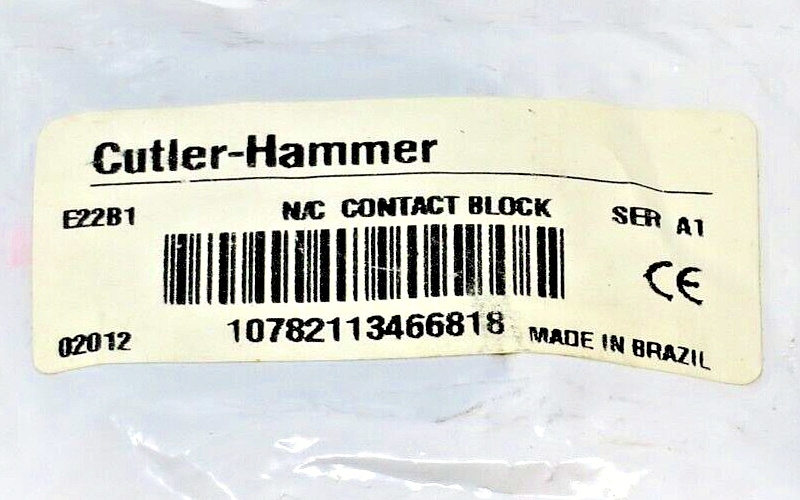 Cutler-Hammer
E22B1 N/C CONTACT BLOCK SER A1
CE
10782113466818
02012 MADE IN BRAZIL